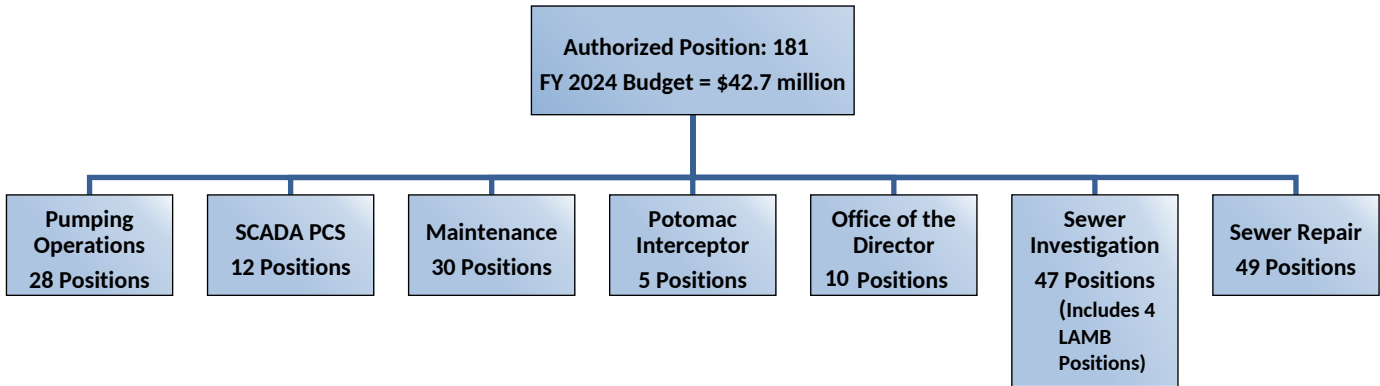 Authorized Position: 181
FY 2024 Budget = $42.7 million
Pumping
Operations
28 Positions
SCADA PCS
12 Positions
Maintenance
30 Positions
Potomac
Interceptor
5 Positions
Office of the
Director
10 Positions
Sewer
Investigation
47 Positions
(Includes 4
LAMB
Positions)
Sewer Repair
49 Positions